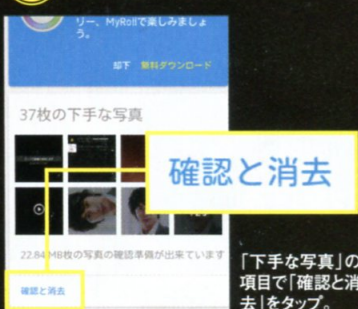 リー、MyRollで楽しみましょ
う。
却下 無料ダウンロード
37枚の下手な写真
確認と消去
22.84 MB枚の写真の確認準備が出来ています
確認と消去
「下手な写真」の
項目で「確認と消
去」をタップ。